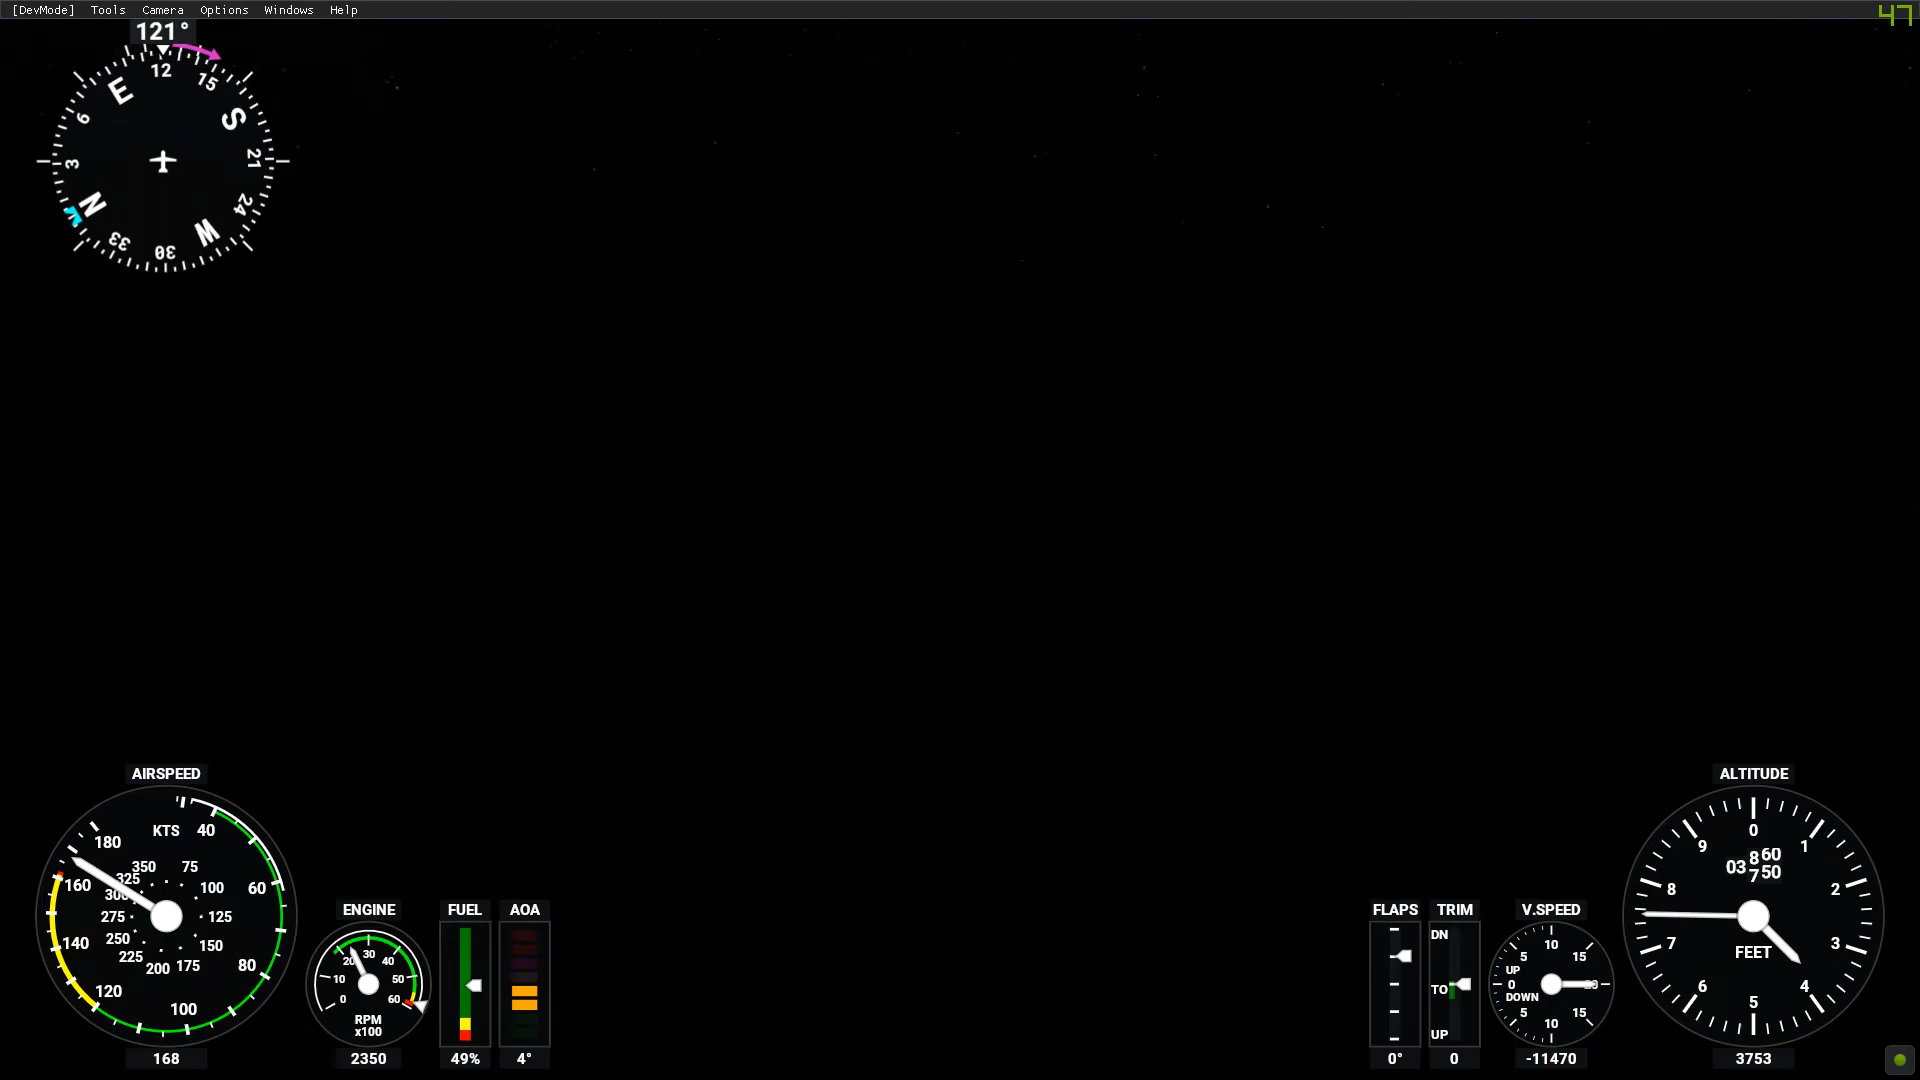 [DevMode] Tools Camera Options Windows Help
47
121°
12
15
E
S
6
3
21
N
24
33
W
30
AIRSPEED
KTS
40
60
80
100
120
140
160
180
350
75
325
100
300
275
125
250
150
225
200
175
168
ENGINE
0
10
20
30
40
50
60
RPM
x100
2350
FUEL
49%
AOA
4°
FLAPS
0°
TRIM
DN
TO
UP
0
V.SPEED
10
5
15
UP
0
DOWN
5
15
10
-11470
ALTITUDE
0
9
1
8
2
7
3
6
4
5
03
8 60
7 50
FEET
3753